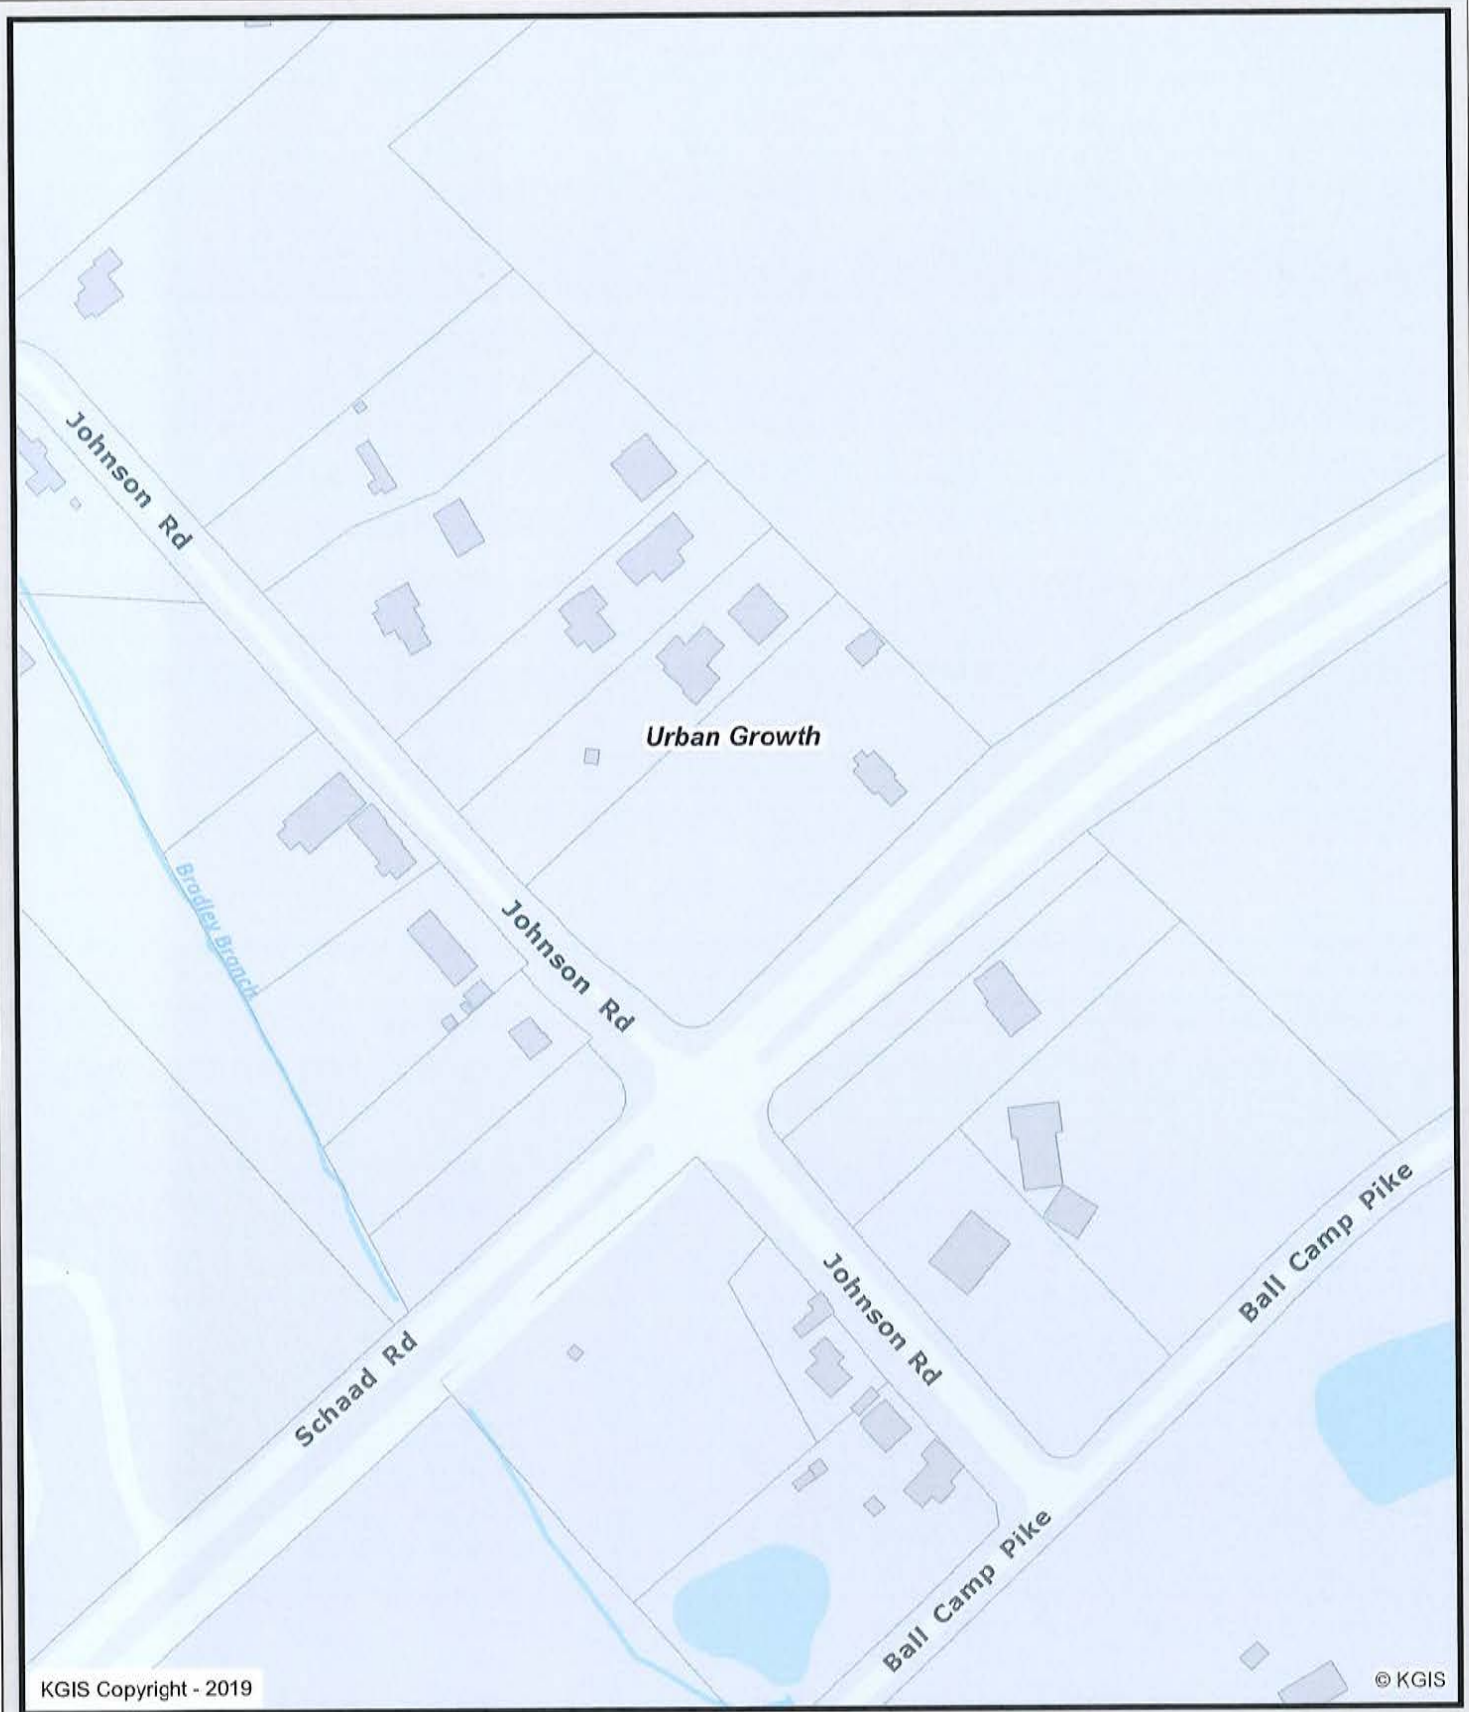 Johnson Rd
Urban Growth
Bradley Branch
Johnson Rd
Johnson Rd
Ball Camp Pike
Schaad Rd
Ball Camp Pike
KGIS Copyright - 2019
© KGIS